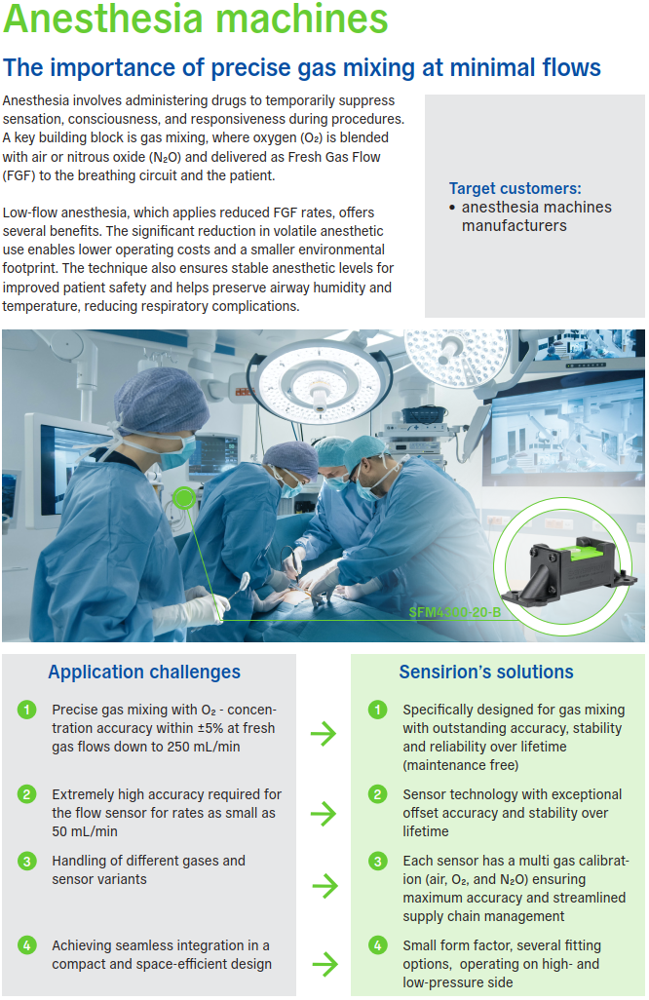 Anesthesia machines
The importance of precise gas mixing at minimal flows
Anesthesia involves administering drugs to temporarily suppress
sensation, consciousness, and responsiveness during procedures.
A key building block is gas mixing, where oxygen (O₂) is blended
with air or nitrous oxide (N₂O) and delivered as Fresh Gas Flow
(FGF) to the breathing circuit and the patient.
Low-flow anesthesia, which applies reduced FGF rates, offers
several benefits. The significant reduction in volatile anesthetic
use enables lower operating costs and a smaller environmental
footprint. The technique also ensures stable anesthetic levels for
improved patient safety and helps preserve airway humidity and
temperature, reducing respiratory complications.
Target customers:
• anesthesia machines
manufacturers
SFM4300-20-B
Application challenges
1 Precise gas mixing with O₂ - concen-
tration accuracy within ±5% at fresh
gas flows down to 250 mL/min
2 Extremely high accuracy required for
the flow sensor for rates as small as
50 mL/min
3 Handling of different gases and
sensor variants
4 Achieving seamless integration in a
compact and space-efficient design
Sensirion’s solutions
1 Specifically designed for gas mixing
with outstanding accuracy, stability
and reliability over lifetime
(maintenance free)
2 Sensor technology with exceptional
offset accuracy and stability over
lifetime
3 Each sensor has a multi gas calibrat-
ion (air, O₂, and N₂O) ensuring
maximum accuracy and streamlined
supply chain management
4 Small form factor, several fitting
options, operating on high- and
low-pressure side